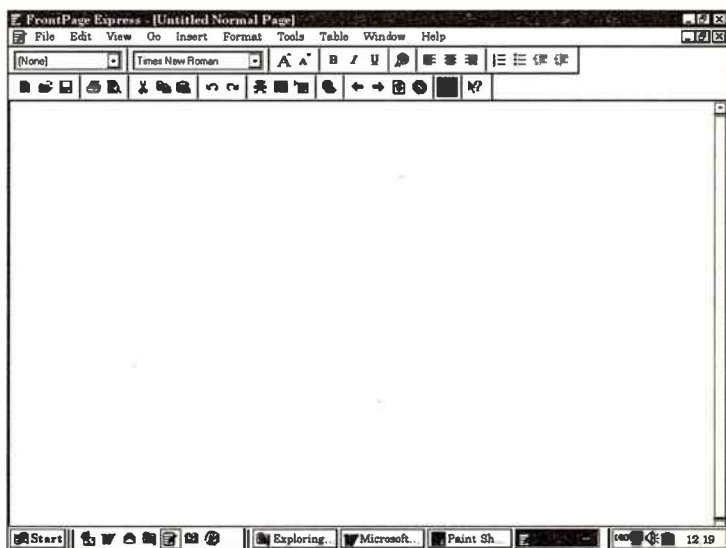 FrontPage Express - [Untitled Normal Page]
File Edit View Go Insert Format Tools Table Window Help
(None) Times New Roman A A B I U
Start Exploring.. Microsoft.. Paint Sh... 12 19